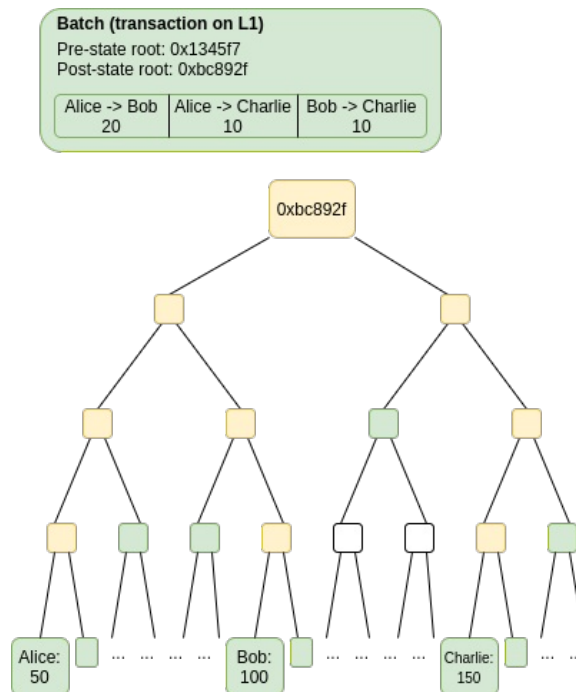 Batch (transaction on L1)
Pre-state root: 0x1345f7
Post-state root: 0xbc892f
Alice -> Bob Alice -> Charlie Bob -> Charlie
20 10 10
0xbc892f
... ... ... ... ... ... ... ... ... ...
Alice: Bob: Charlie:
50 100 150